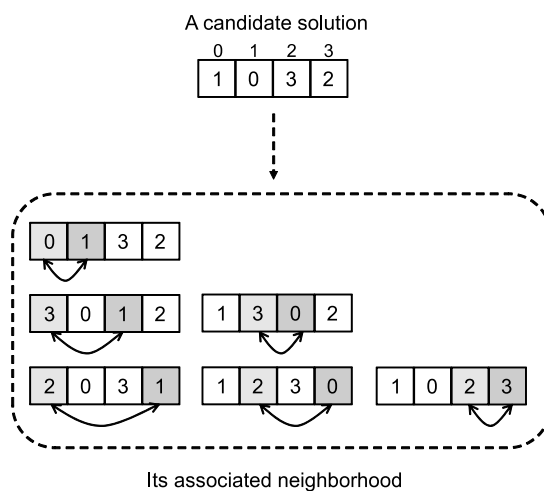 A candidate solution
0 1 2 3
1 0 3 2
0 1 3 2
3 0 1 2 1 3 0 2
2 0 3 1 1 2 3 0 1 0 2 3
Its associated neighborhood